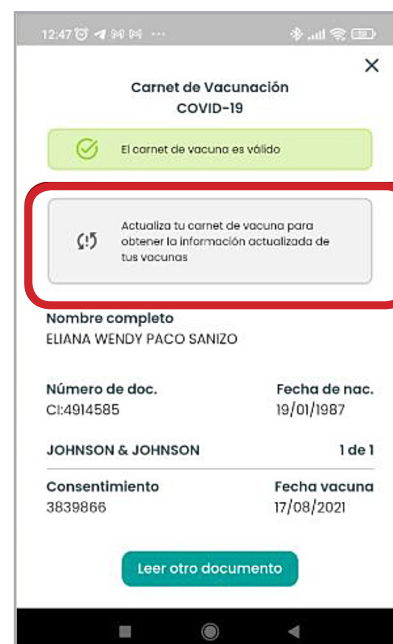 12:47
Carnet de Vacunación
COVID-19
El carnet de vacuna es válido
Actualiza tu carnet de vacuna para
obtener la información actualizada de
tus vacunas
Nombre completo
ELIANA WENDY PACO SANIZO
Número de doc. Fecha de nac.
CI:4914585 19/01/1987
JOHNSON & JOHNSON 1 de 1
Consentimiento Fecha vacuna
3839866 17/08/2021
Leer otro documento